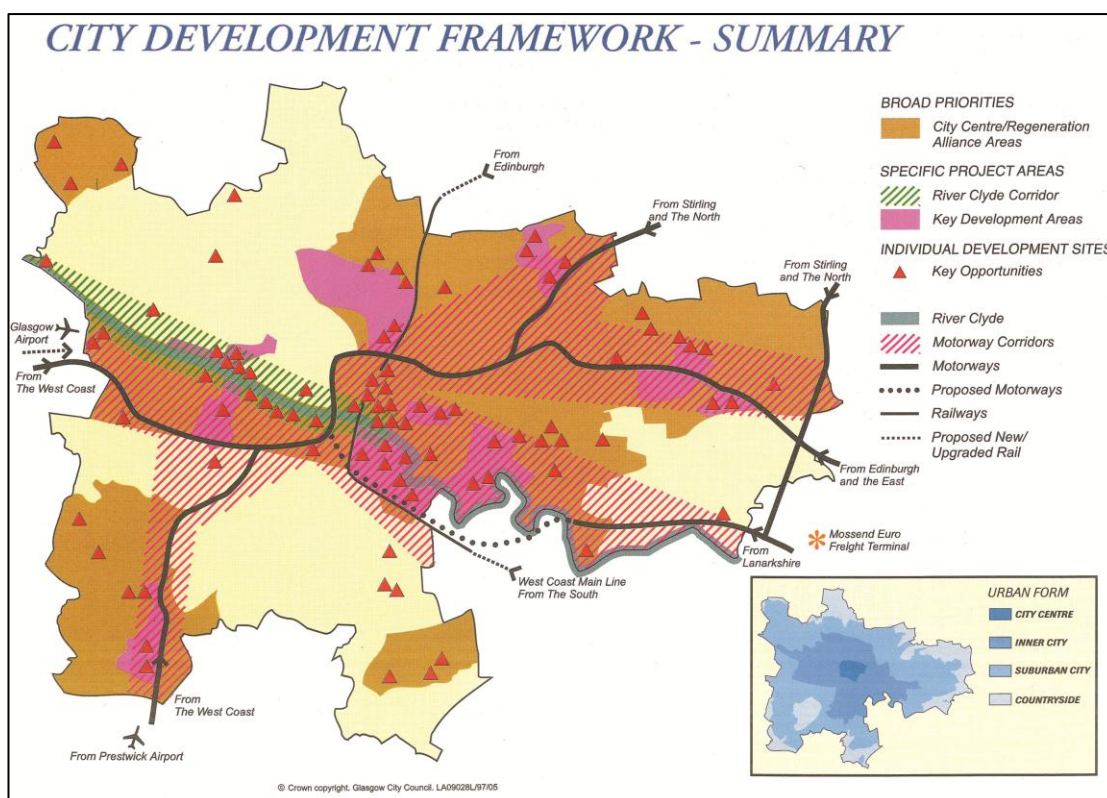 CITY DEVELOPMENT FRAMEWORK - SUMMARY
BROAD PRIORITIES
City Centre/Regeneration
Alliance Areas
SPECIFIC PROJECT AREAS
River Clyde Corridor
Key Development Areas
INDIVIDUAL DEVELOPMENT SITES
Key Opportunities
River Clyde
Motorway Corridors
Motorways
Proposed Motorways
Railways
Proposed New/
Upgraded Rail
From
Edinburgh
From Stirling
and The North
From Stirling
and The North
Glasgow
Airport
From
The West Coast
From Edinburgh
and the East
Mossend Euro
Freight Terminal
From
Lanarkshire
West Coast Main Line
From The South
From
The West Coast
From Prestwick Airport
URBAN FORM
CITY CENTRE
INNER CITY
SUBURBAN CITY
COUNTRYSIDE
© Crown copyright. Glasgow City Council. LA09028L/97/05